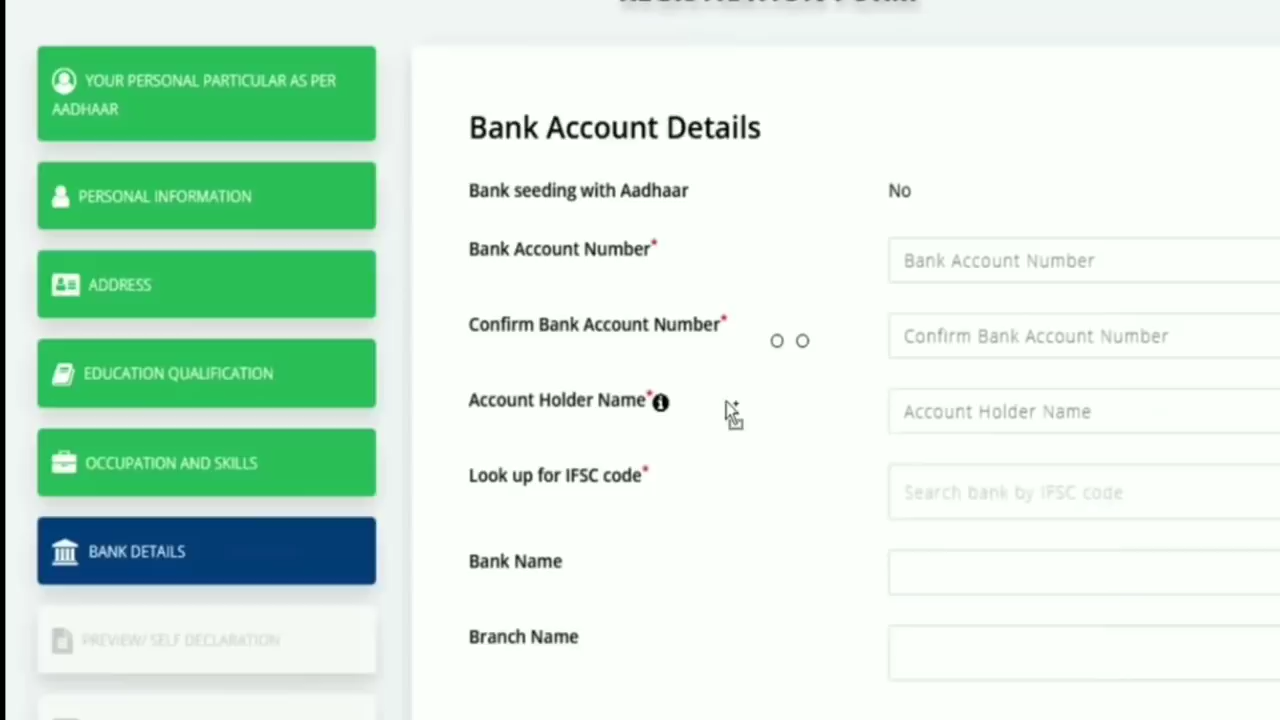 REGISTRATION FORM
YOUR PERSONAL PARTICULAR AS PER
AADHAAR
PERSONAL INFORMATION
ADDRESS
EDUCATION QUALIFICATION
OCCUPATION AND SKILLS
BANK DETAILS
PREVIEW/ SELF DECLARATION
Bank Account Details
Bank seeding with Aadhaar No
Bank Account Number* Bank Account Number
Confirm Bank Account Number* Confirm Bank Account Number
Account Holder Name* Account Holder Name
Look up for IFSC code* Search bank by IFSC code
Bank Name
Branch Name